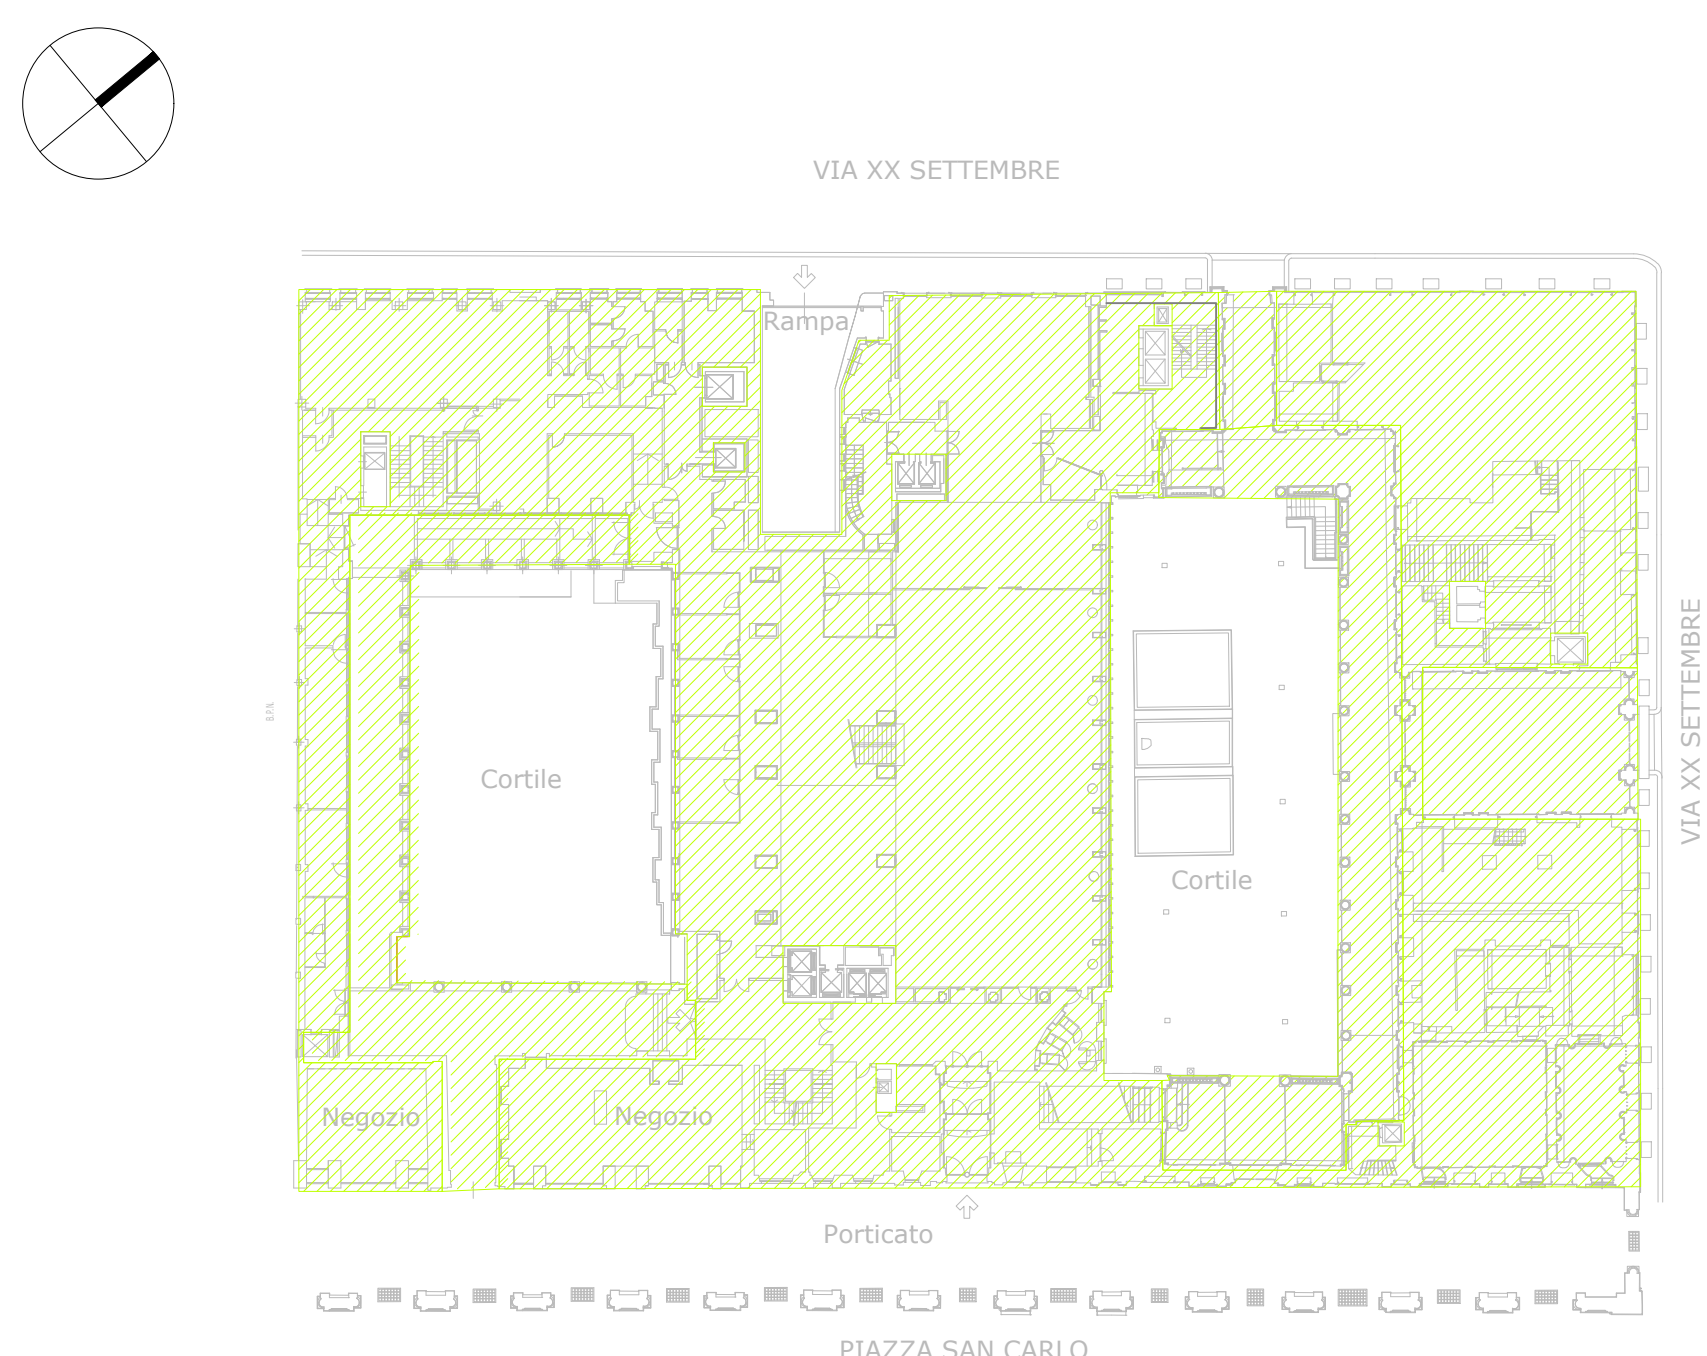 VIA XX SETTEMBRE
Rampa
VIA XX SETTEMBRE
B.P.N.
Cortile
Cortile
Negozio
Negozio
Porticato
PIAZZA SAN CARLO